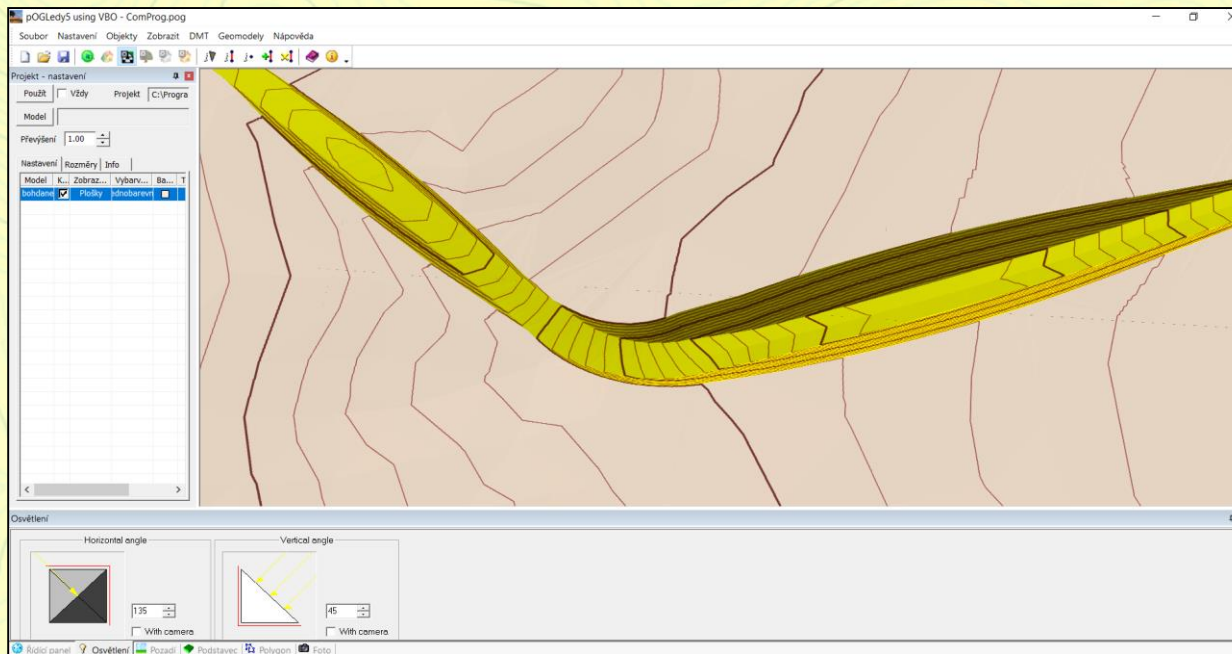 pOGLedy5 using VBO - ComProg.pog
Soubor Nastavení Objekty Zobrazit DMT Geomodely Nápověda
Projekt - nastavení
Použít Vždy Projekt C:\Progra
Model
Převýšení 1.00
Nastavení Rozměry Info
Model K... Zobraz... Vybarv... Ba... T
bohdane Plošky ednobarevn
Osvětlení
Horizontal angle Vertical angle
135 45
With camera With camera
Řídící panel Osvětlení Pozadí Podstavec Polygon Foto